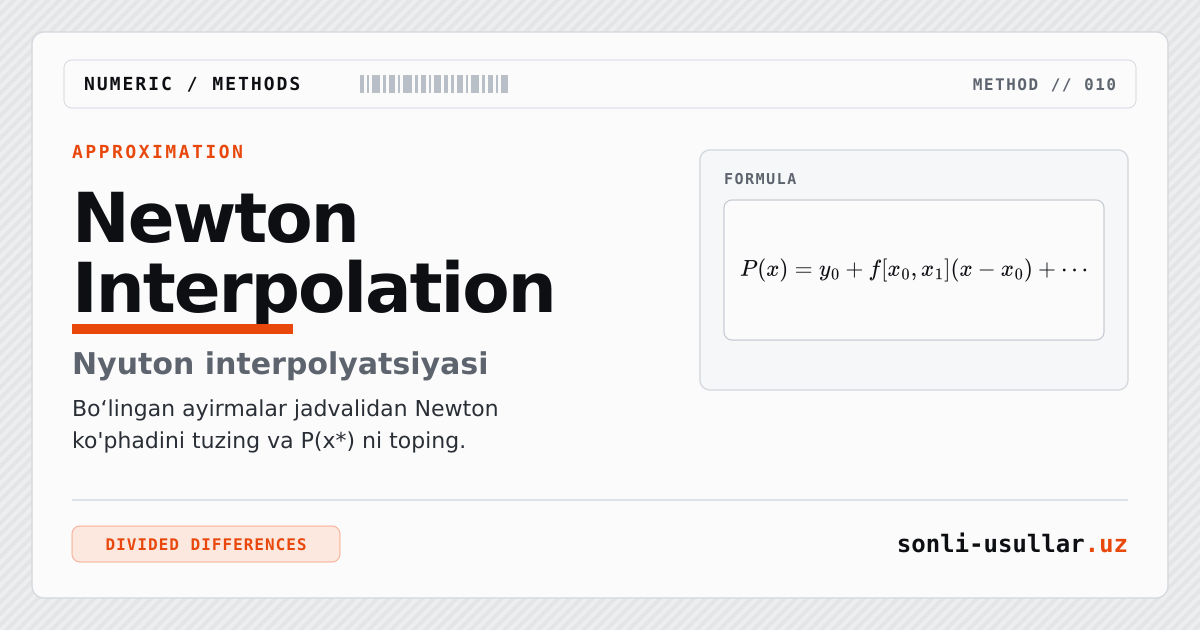 NUMERIC / METHODS
METHOD // 010
APPROXIMATION
Newton
Interpolation
Nyuton interpolyatsiyasi
Bo‘lingan ayirmalar jadvalidan Newton
ko'phadini tuzing va P(x*) ni toping.
FORMULA
P(x) = y₀ + f[x₀, x₁](x − x₀) + ···
DIVIDED DIFFERENCES
sonli-usullar.uz